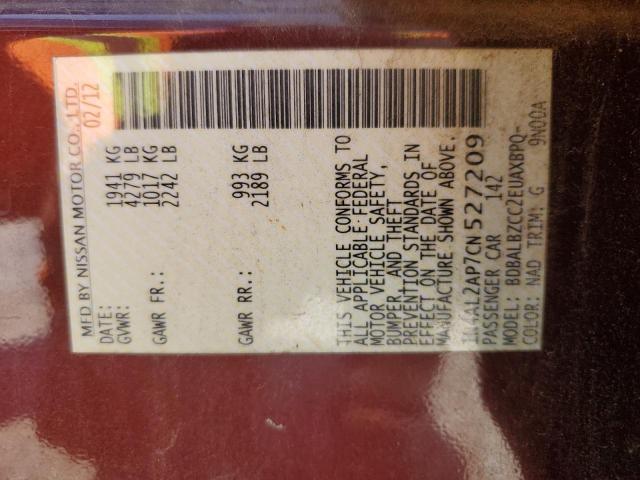 MFD BY NISSAN MOTOR CO., LTD.
DATE: 02/12
GVWR: 1941 KG
4279 LB
GAWR FR.: 1017 KG
2242 LB
GAWR RR.: 993 KG
2189 LB
THIS VEHICLE CONFORMS TO
ALL APPLICABLE FEDERAL
MOTOR VEHICLE SAFETY,
BUMPER, AND THEFT
PREVENTION STANDARDS IN
EFFECT ON THE DATE OF
MANUFACTURE SHOWN ABOVE.
1N4AL2AP7CN527209
PASSENGER CAR 142
MODEL: BDBALBZCC2EUAXBPQ-
COLOR: NAD TRIM: G 9N00A